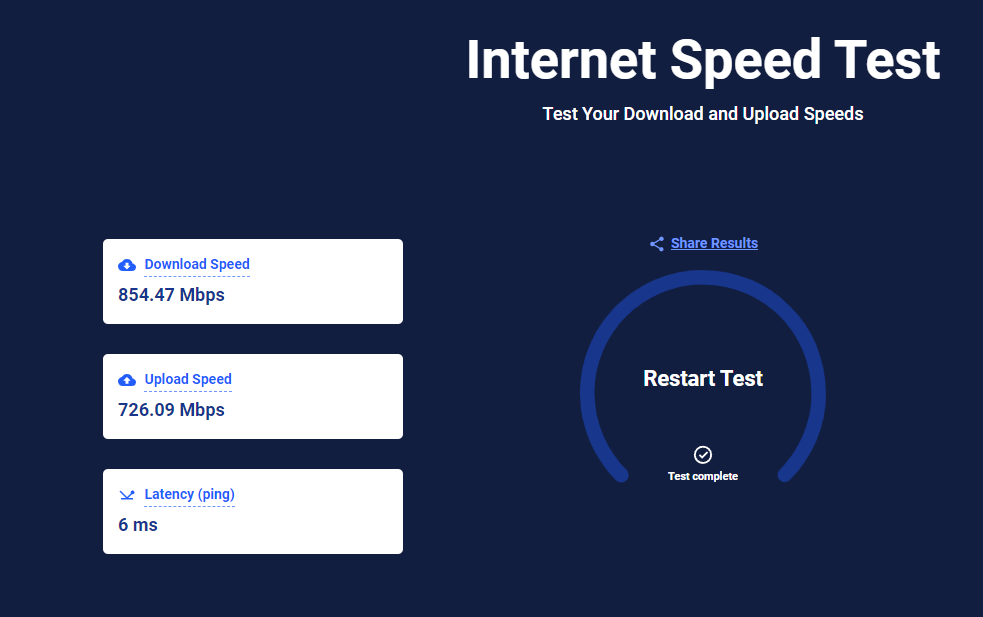 Internet Speed Test
Test Your Download and Upload Speeds
Download Speed
854.47 Mbps
Upload Speed
726.09 Mbps
Latency (ping)
6 ms
Share Results
Restart Test
Test complete